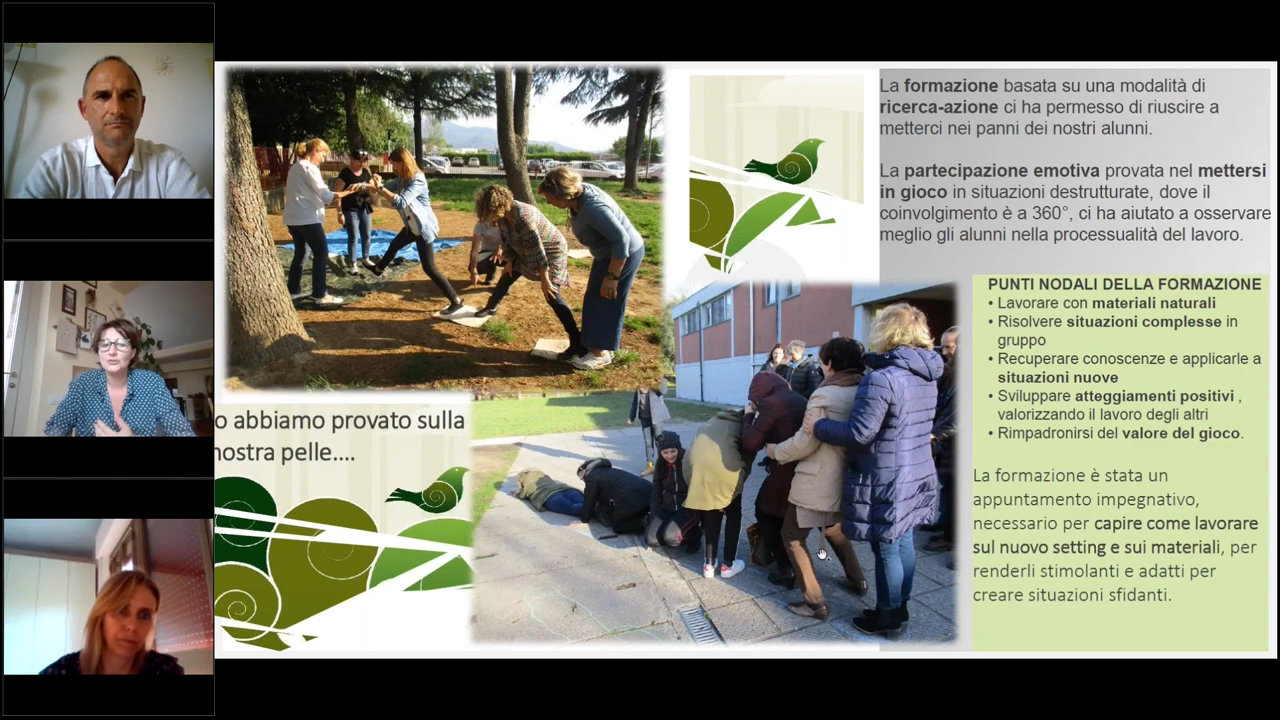 La formazione basata su una modalità di
ricerca-azione ci ha permesso di riuscire a
metterci nei panni dei nostri alunni.
La partecipazione emotiva provata nel mettersi
in gioco in situazioni destrutturate, dove il
coinvolgimento è a 360°, ci ha aiutato a osservare
meglio gli alunni nella processualità del lavoro.
o abbiamo provato sulla
nostra pelle....
PUNTI NODALI DELLA FORMAZIONE
• Lavorare con materiali naturali
• Risolvere situazioni complesse in
gruppo
• Recuperare conoscenze e applicarle a
situazioni nuove
• Sviluppare atteggiamenti positivi ,
valorizzando il lavoro degli altri
• Rimpadronirsi del valore del gioco.
La formazione è stata un
appuntamento impegnativo,
necessario per capire come lavorare
sul nuovo setting e sui materiali, per
renderli stimolanti e adatti per
creare situazioni sfidanti.